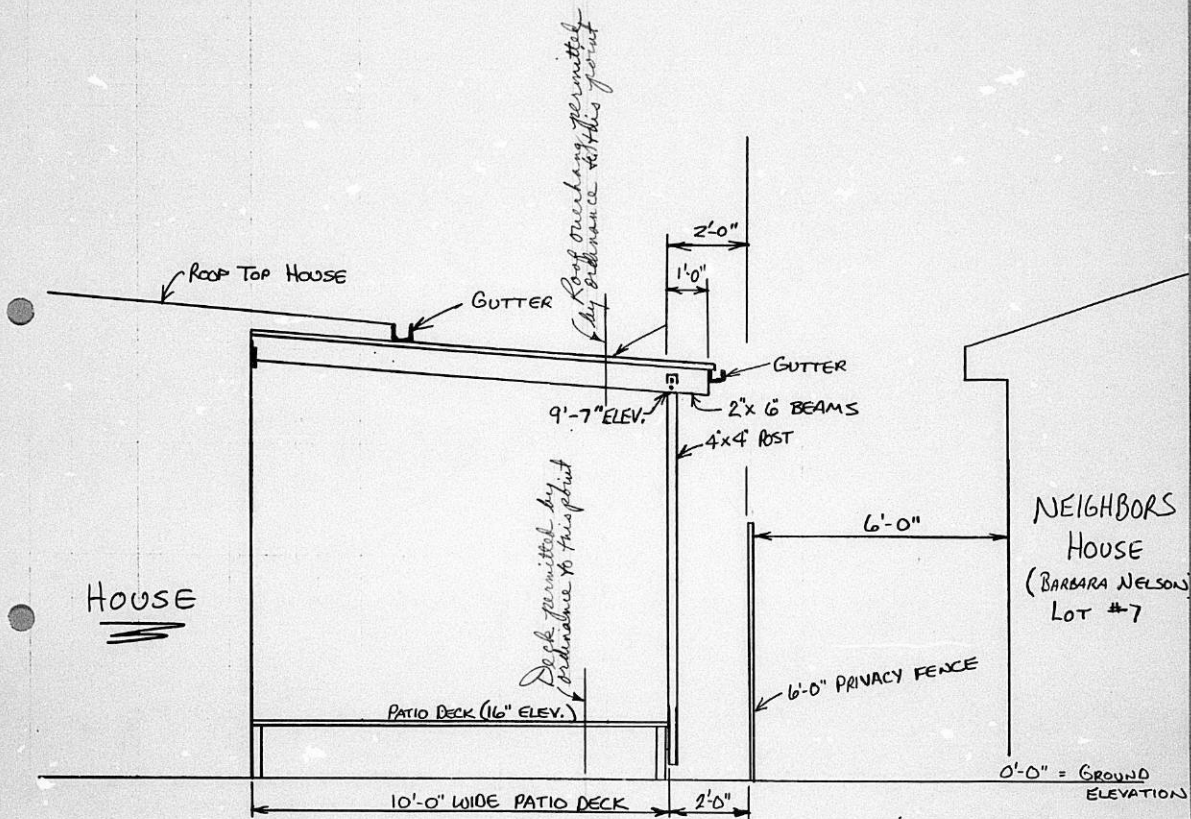 Roof overhang permitted
by ordinance to this point
2'-0"
1'-0"
ROOF TOP HOUSE
GUTTER
GUTTER
9'-7" ELEV.
2"x 6" BEAMS
4"x4" POST
6'-0"
NEIGHBORS
HOUSE
(BARBARA NELSON)
LOT #7
HOUSE
Deck permitted by
ordinance to this point
6'-0" PRIVACY FENCE
PATIO DECK (16" ELEV.)
0'-0" = GROUND
ELEVATION
10'-0" WIDE PATIO DECK
2'-0"